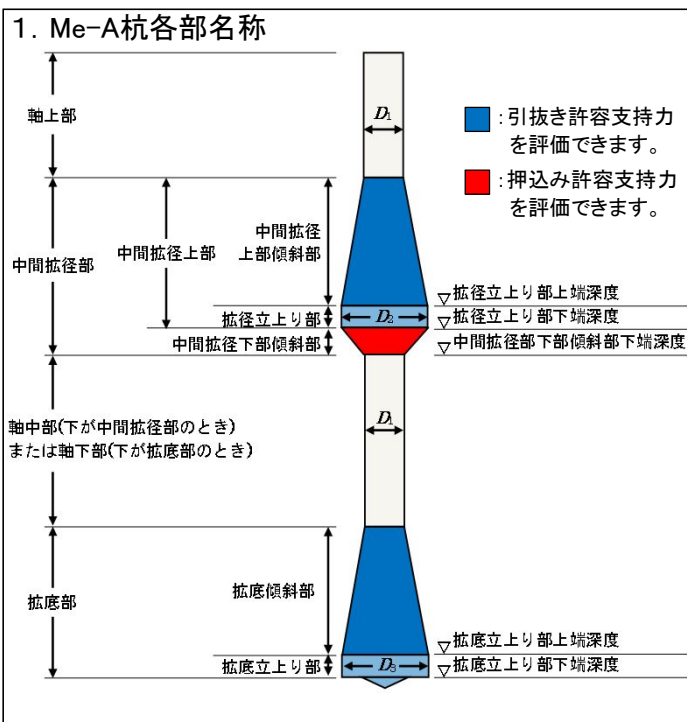 1. Me-A杭各部名称
軸上部
D1
:引抜き許容支持力
を評価できます。
:押込み許容支持力
を評価できます。
中間拡径部
中間拡径上部
中間拡径
上部傾斜部
▽拡径立上り部上端深度
拡径立上り部
D2
▽拡径立上り部下端深度
中間拡径下部傾斜部
▽中間拡径部下部傾斜部下端深度
軸中部(下が中間拡径部のとき)
または軸下部(下が拡底部のとき)
D1
拡底部
拡底傾斜部
▽拡底立上り部上端深度
拡底立上り部
D3
▽拡底立上り部下端深度